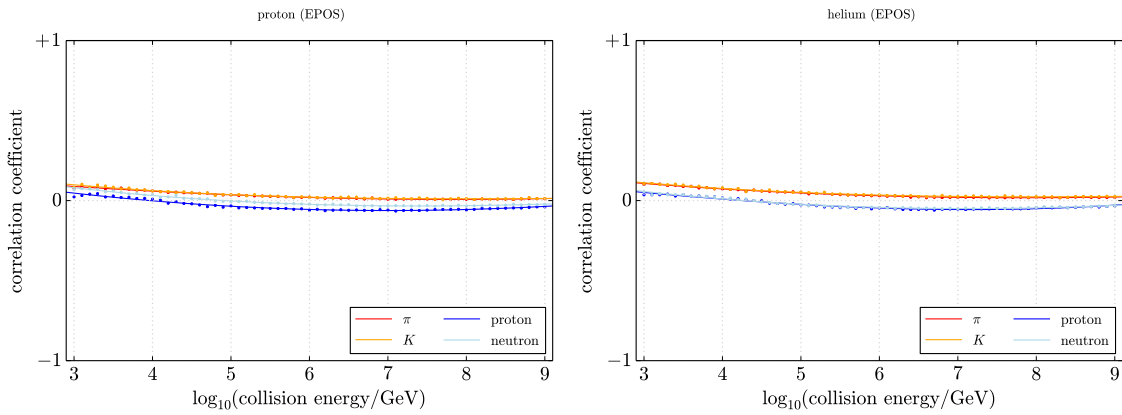 proton (EPOS)
+1
0
−1
correlation coefficient
3 4 5 6 7 8 9
log₁₀(collision energy/GeV)
π proton
K neutron
helium (EPOS)
+1
0
−1
correlation coefficient
3 4 5 6 7 8 9
log₁₀(collision energy/GeV)
π proton
K neutron